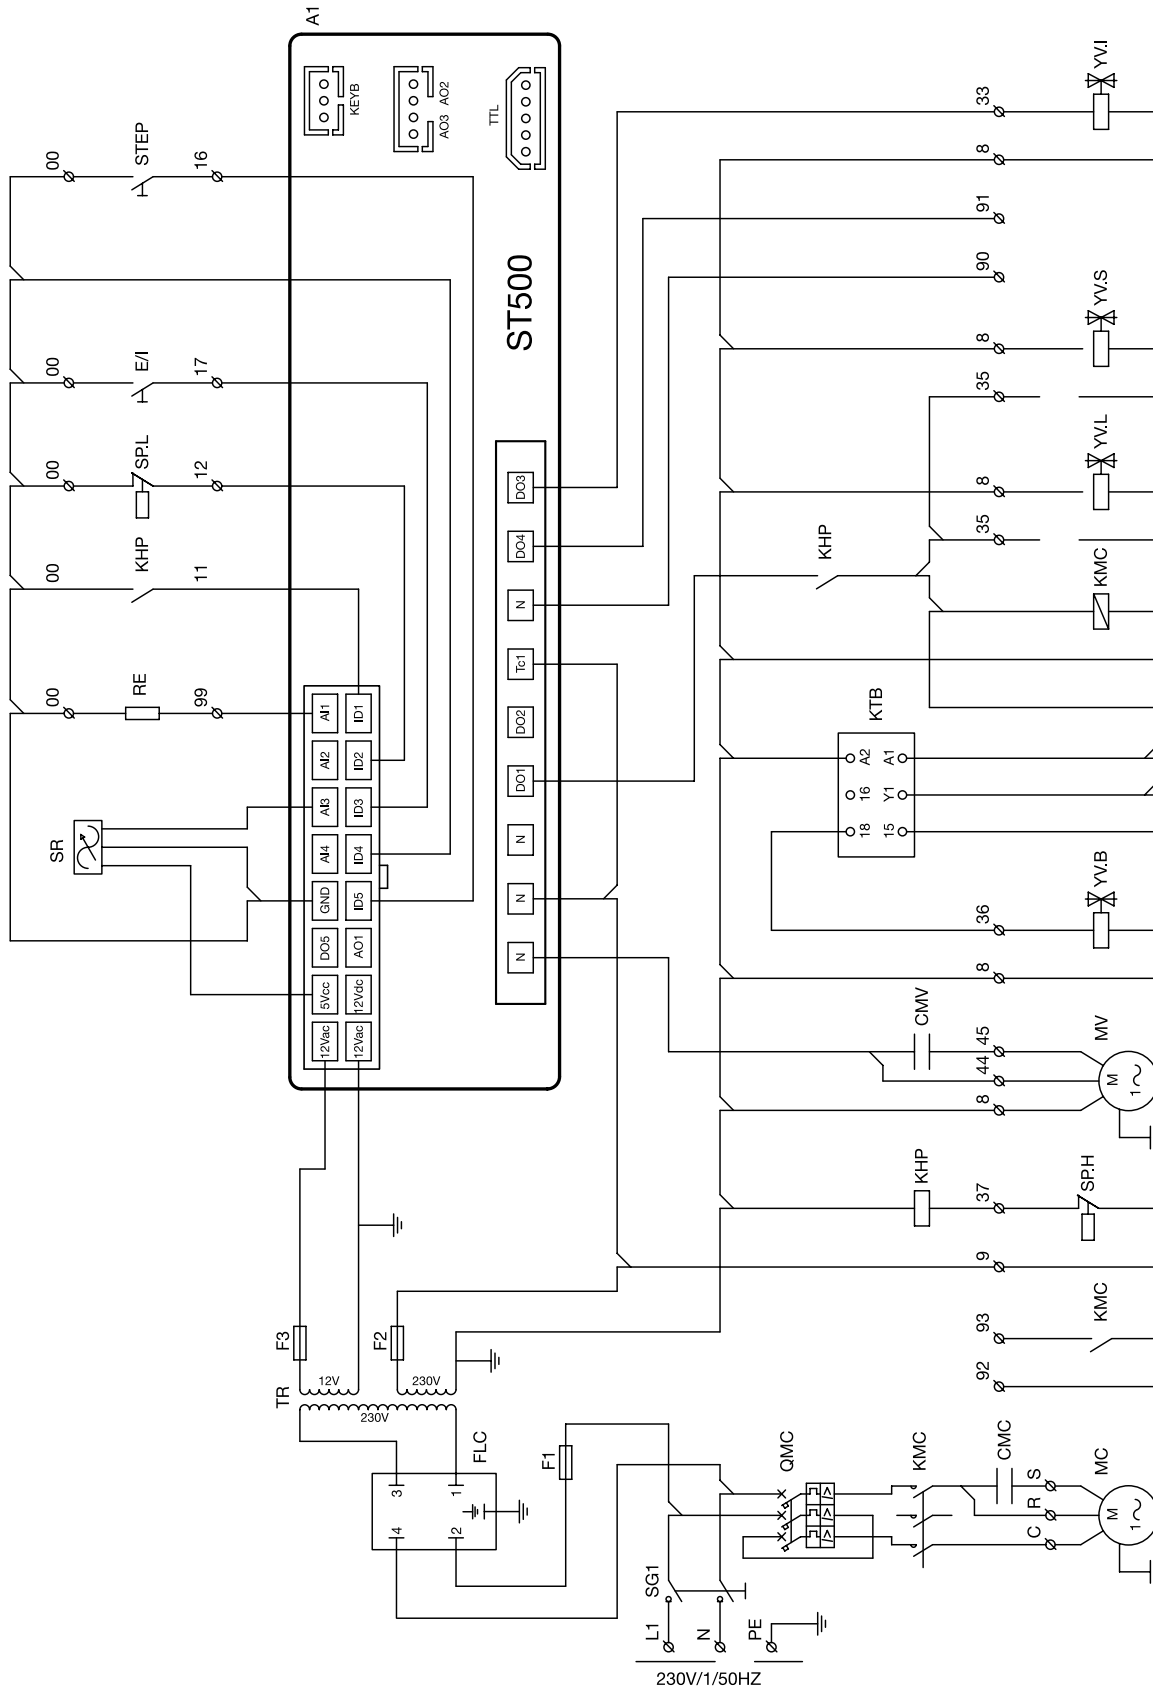 A1
KEYB
AO3 AO2
TTL
ST500
00
STEP
16
00
E/I
17
00
SP.L
12
00
KHP
11
00
RE
99
SR
12Vac
5Vcc
DO5
GND
AI4
AI3
AI2
AI1
12Vac
12Vdc
AO1
ID5
ID4
ID3
ID2
ID1
N
N
N
DO1
DO2
Tc1
N
DO4
DO3
33
YV.I
8
91
90
8
YV.S
35
8
YV.L
35
KHP
KMC
KTB
18 16 A2
15 Y1 A1
36
YV.B
8
CMV
8 44 45
MV
M
1
KHP
37
SP.H
9
93
KMC
92
F3
F2
TR
12V
230V
230V
FLC
4 3
2 1
F1
QMC
KMC
CMC
C R S
MC
M
1
SG1
L1
N
PE
230V/1/50HZ